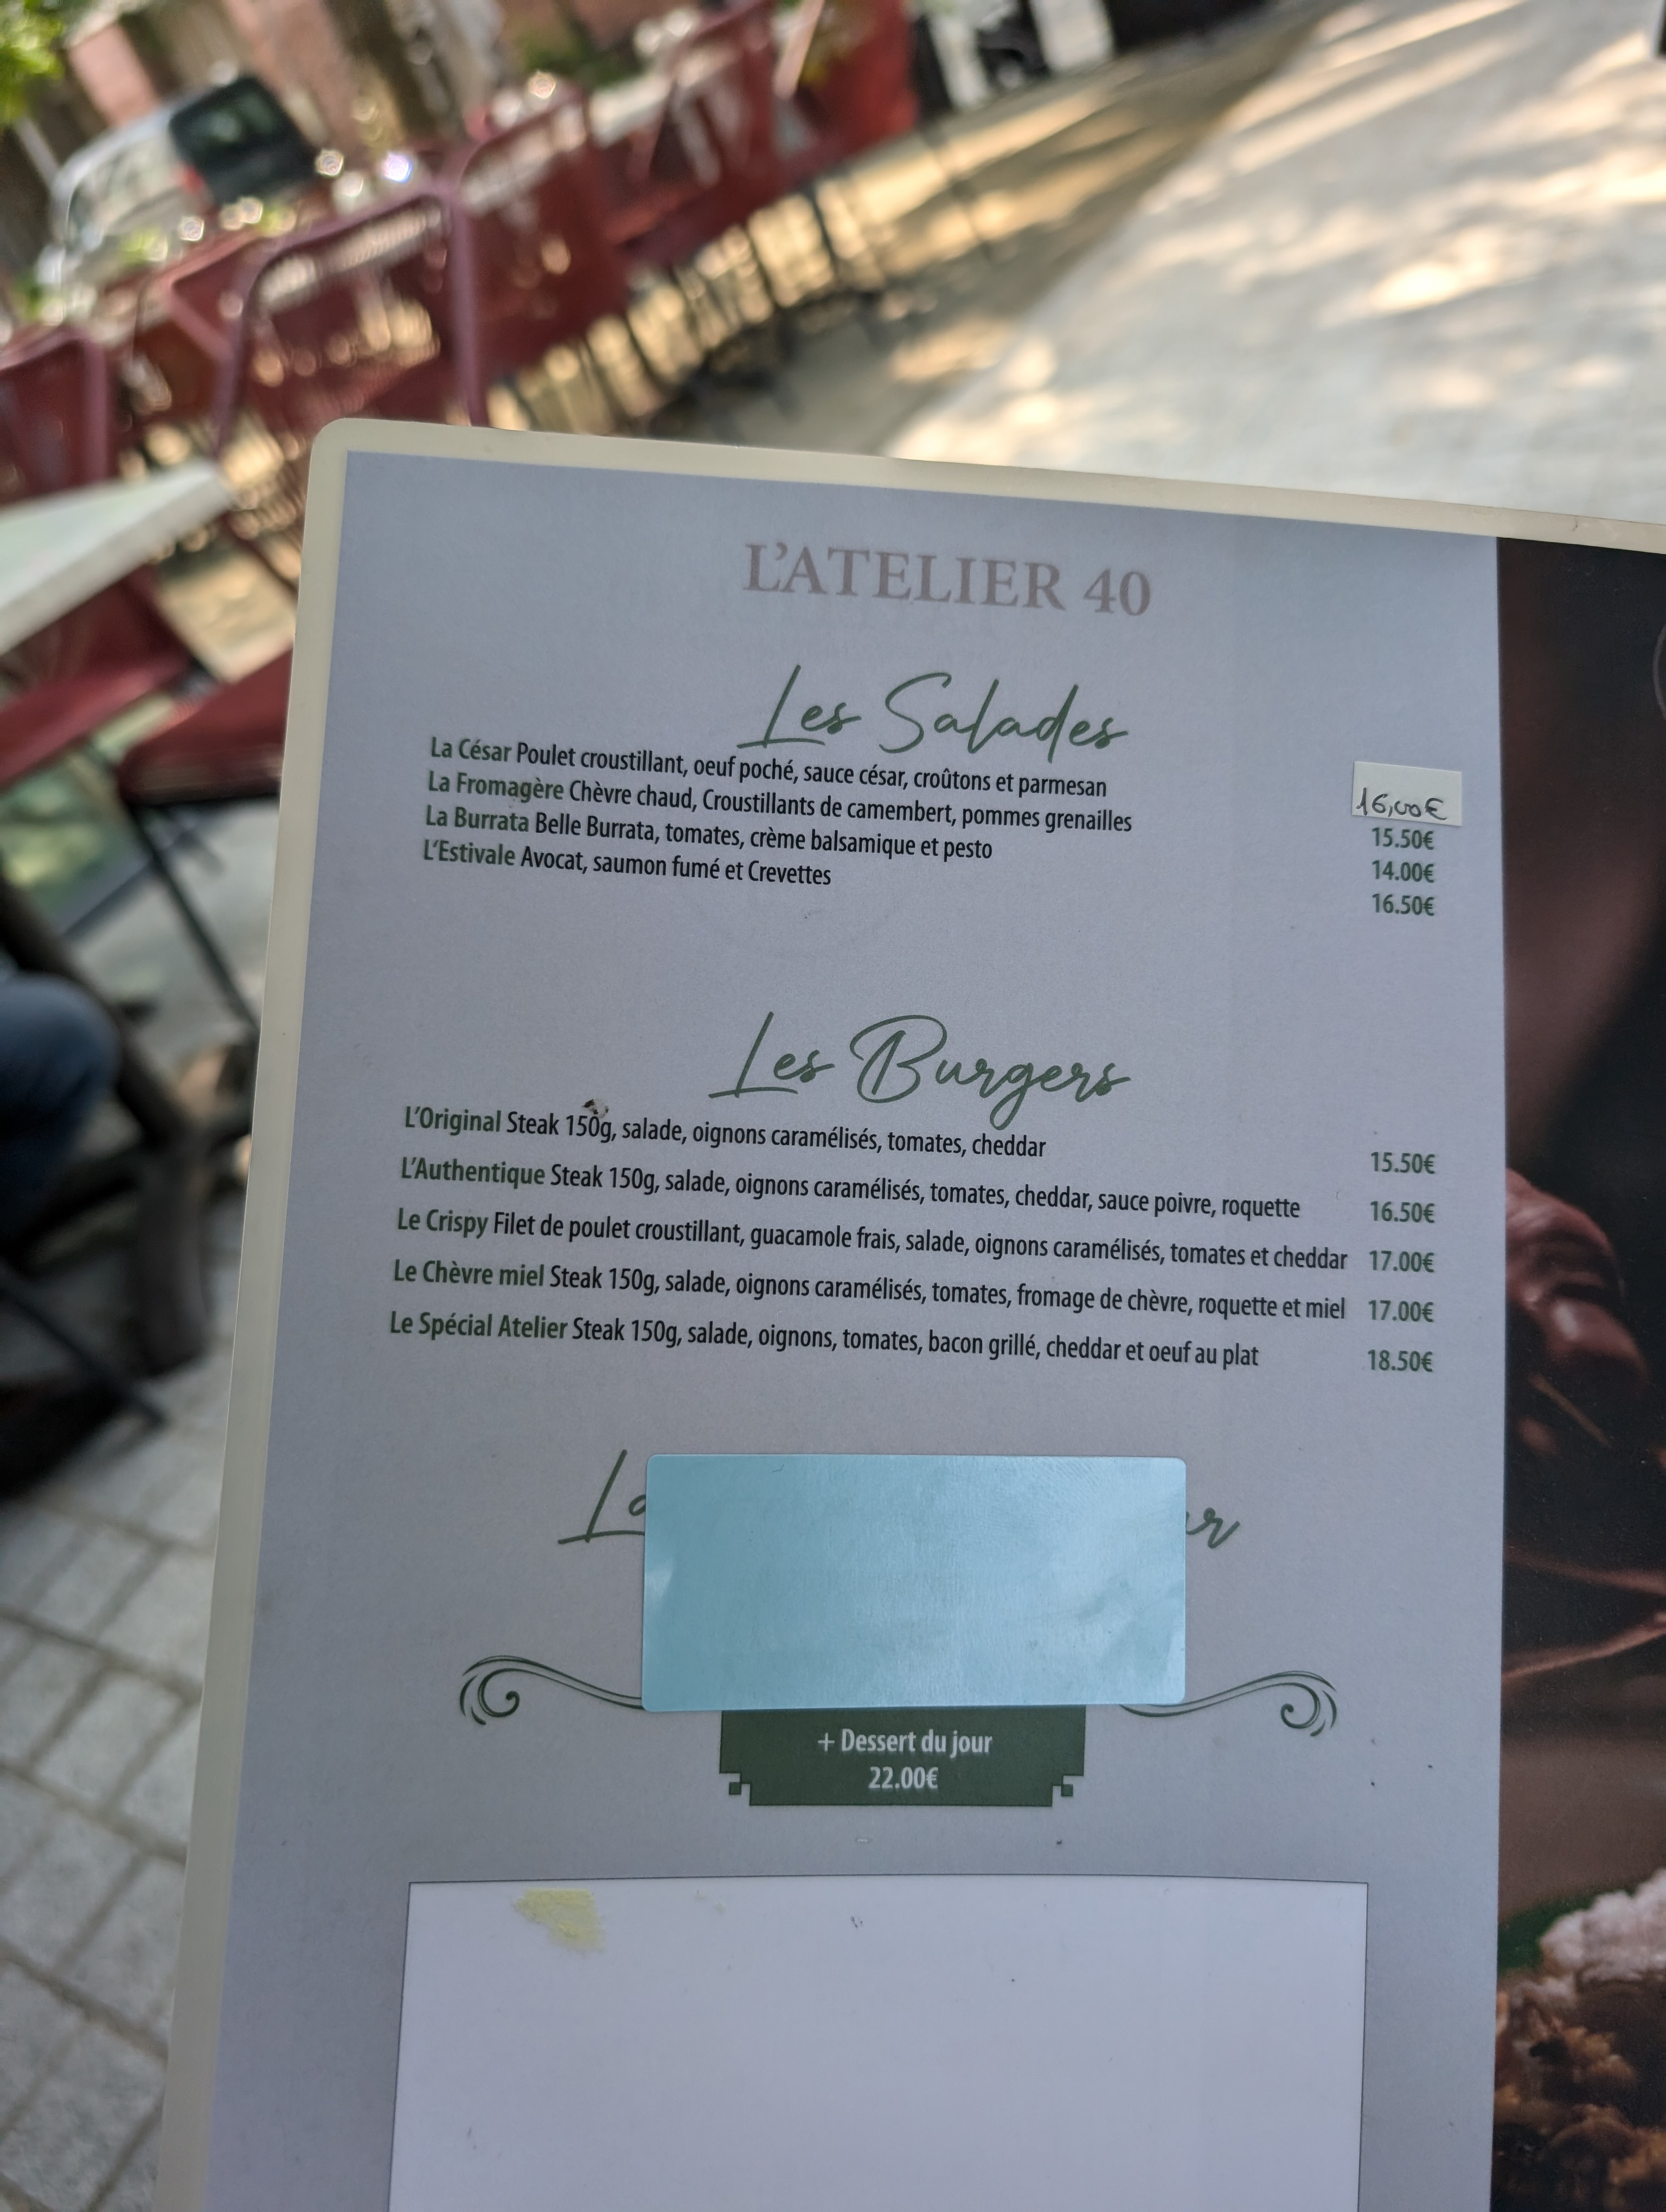 L'ATELIER 40
Les Salades
La César Poulet croustillant, oeuf poché, sauce césar, croûtons et parmesan 16,00€
La Fromagère Chèvre chaud, Croustillants de camembert, pommes grenailles 15.50€
La Burrata Belle Burrata, tomates, crème balsamique et pesto 14.00€
L'Estivale Avocat, saumon fumé et Crevettes 16.50€
Les Burgers
L'Original Steak 150g, salade, oignons caramélisés, tomates, cheddar 15.50€
L'Authentique Steak 150g, salade, oignons caramélisés, tomates, cheddar, sauce poivre, roquette 16.50€
Le Crispy Filet de poulet croustillant, guacamole frais, salade, oignons caramélisés, tomates et cheddar 17.00€
Le Chèvre miel Steak 150g, salade, oignons caramélisés, tomates, fromage de chèvre, roquette et miel 17.00€
Le Spécial Atelier Steak 150g, salade, oignons, tomates, bacon grillé, cheddar et oeuf au plat 18.50€
+ Dessert du jour
22.00€